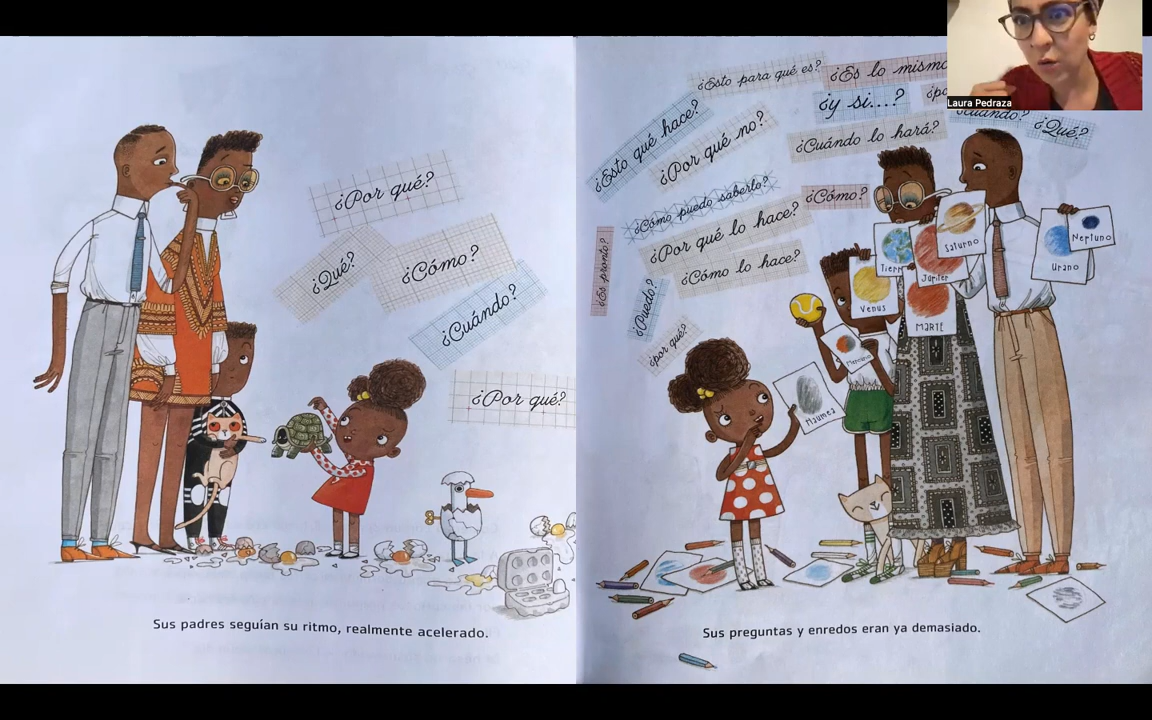 ¿Por qué?
¿Qué?
¿Cómo?
¿Cuándo?
¿Por qué?
Sus padres seguían su ritmo, realmente acelerado.
¿Esto para qué es?
¿Es lo mismo
¿Esto qué hace?
¿Por qué no?
¿y si....?
¿Cuándo?
¿Qué?
¿Cuándo lo hará?
¿Cómo puedo saberlo?
¿Cómo?
¿Por qué lo hace?
¿Cómo lo hace?
¿Es pronto?
¿Puedo?
¿por qué?
Haumea
Mercurio
Venus
Tierr
Júpiter
Marte
Saturno
Urano
Neptuno
Sus preguntas y enredos eran ya demasiado.
Laura Pedraza